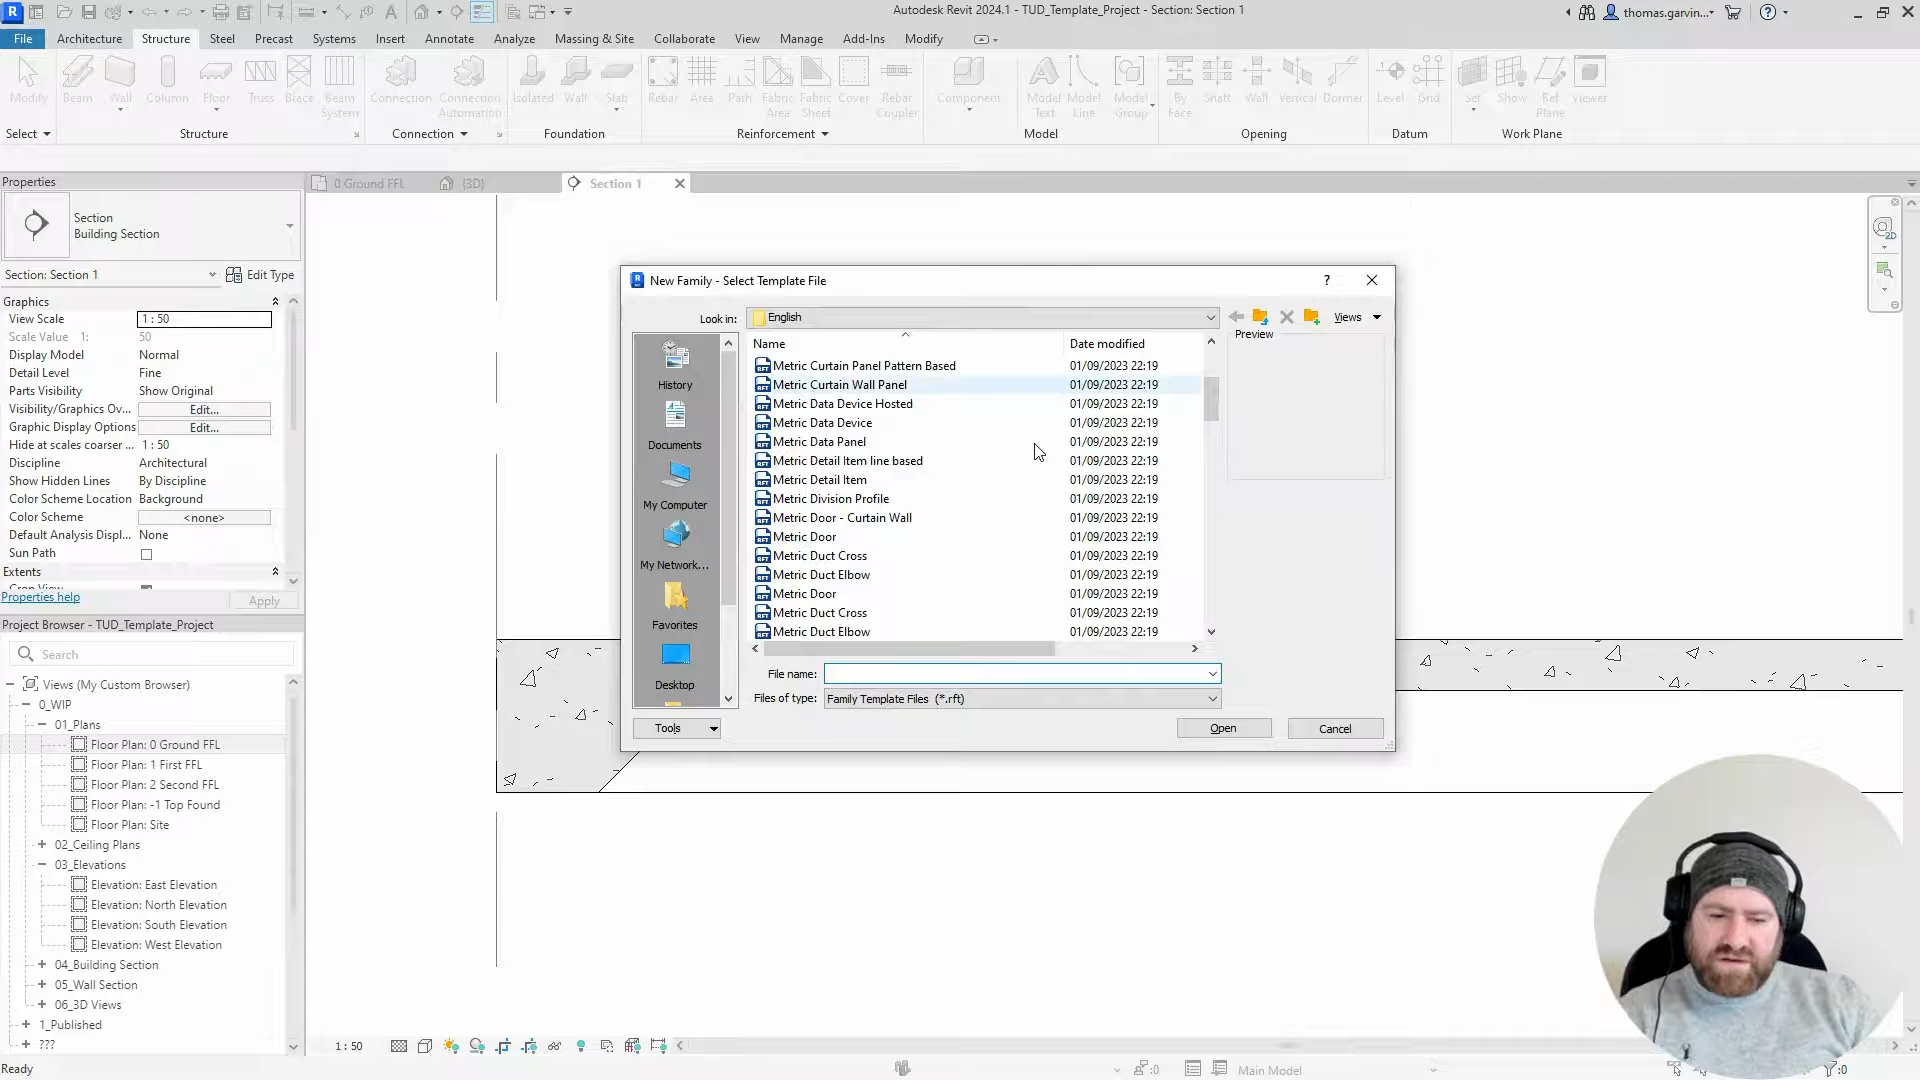 Autodesk Revit 2024.1 - TUD_Template_Project - Section: Section 1
thomas.garvin...
File Architecture Structure Steel Precast Systems Insert Annotate Analyze Massing & Site Collaborate View Manage Add-Ins Modify
Modify Beam Wall Column Floor Truss Brace Beam System Connection Connection Automation Isolated Wall Slab Rebar Area Path Fabric Area Fabric Sheet Cover Rebar Coupler Component Model Text Model Line Model Group By Face Shaft Wall Vertical Dormer Level Grid Set Show Ref Plane Viewer
Select Structure Connection Foundation Reinforcement Model Opening Datum Work Plane
Properties
0 Ground FFL {3D} Section 1
Section
Building Section
Section: Section 1 Edit Type
Graphics
View Scale 1 : 50
Scale Value 1: 50
Display Model Normal
Detail Level Fine
Parts Visibility Show Original
Visibility/Graphics Ov... Edit...
Graphic Display Options Edit...
Hide at scales coarser ... 1 : 50
Discipline Architectural
Show Hidden Lines By Discipline
Color Scheme Location Background
Color Scheme <none>
Default Analysis Displ... None
Sun Path
Extents
Properties help Apply
Project Browser - TUD_Template_Project
Search
Views (My Custom Browser)
0_WIP
01_Plans
Floor Plan: 0 Ground FFL
Floor Plan: 1 First FFL
Floor Plan: 2 Second FFL
Floor Plan: -1 Top Found
Floor Plan: Site
02_Ceiling Plans
03_Elevations
Elevation: East Elevation
Elevation: North Elevation
Elevation: South Elevation
Elevation: West Elevation
04_Building Section
05_Wall Section
06_3D Views
1_Published
???
New Family - Select Template File
Look in: English Views
Preview
History
Documents
My Computer
My Network...
Favorites
Desktop
Name Date modified
Metric Curtain Panel Pattern Based 01/09/2023 22:19
Metric Curtain Wall Panel 01/09/2023 22:19
Metric Data Device Hosted 01/09/2023 22:19
Metric Data Device 01/09/2023 22:19
Metric Data Panel 01/09/2023 22:19
Metric Detail Item line based 01/09/2023 22:19
Metric Detail Item 01/09/2023 22:19
Metric Division Profile 01/09/2023 22:19
Metric Door - Curtain Wall 01/09/2023 22:19
Metric Door 01/09/2023 22:19
Metric Duct Cross 01/09/2023 22:19
Metric Duct Elbow 01/09/2023 22:19
Metric Door 01/09/2023 22:19
Metric Duct Cross 01/09/2023 22:19
Metric Duct Elbow 01/09/2023 22:19
File name:
Files of type: Family Template Files (*.rft)
Tools Open Cancel
1 : 50
Ready :0 Main Model :0